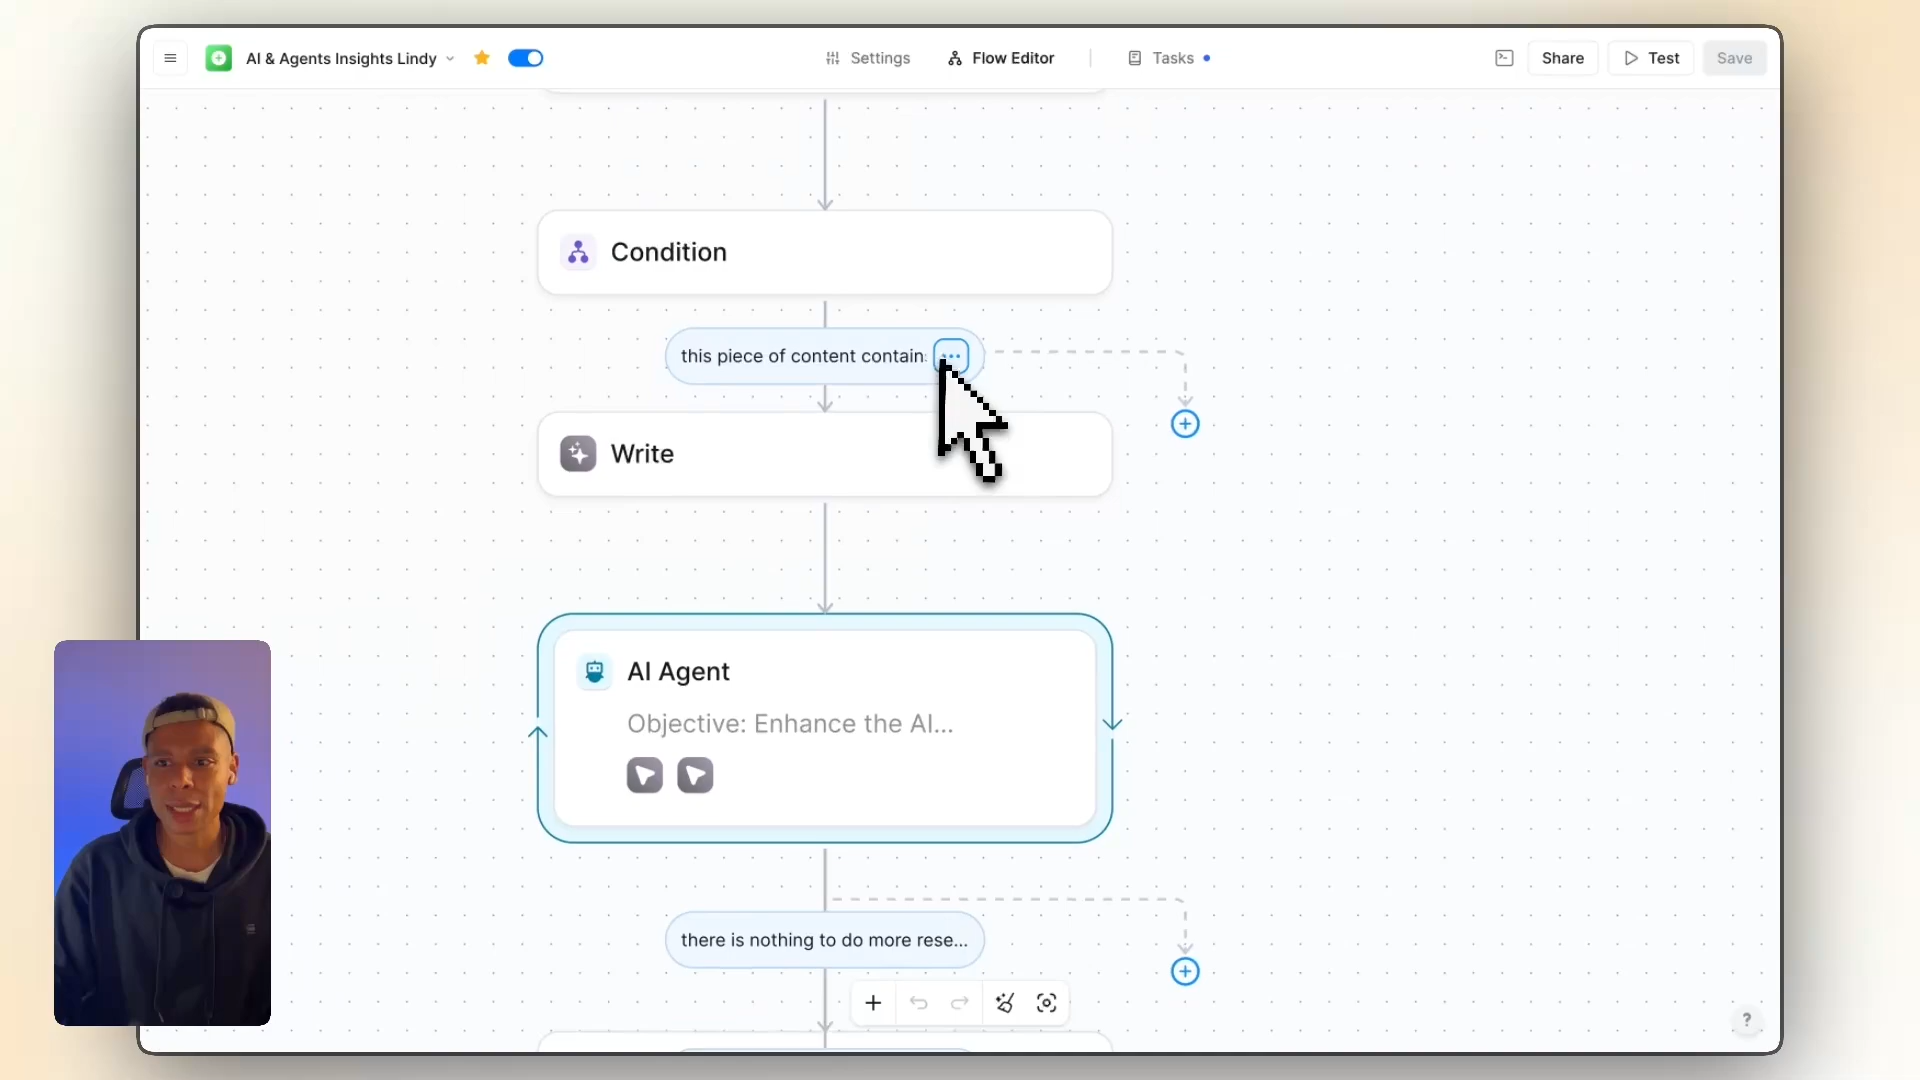 AI & Agents Insights Lindy
Settings
Flow Editor
Tasks
Share
Test
Save
Condition
this piece of content contain
Write
AI Agent
Objective: Enhance the AI...
there is nothing to do more rese...
?